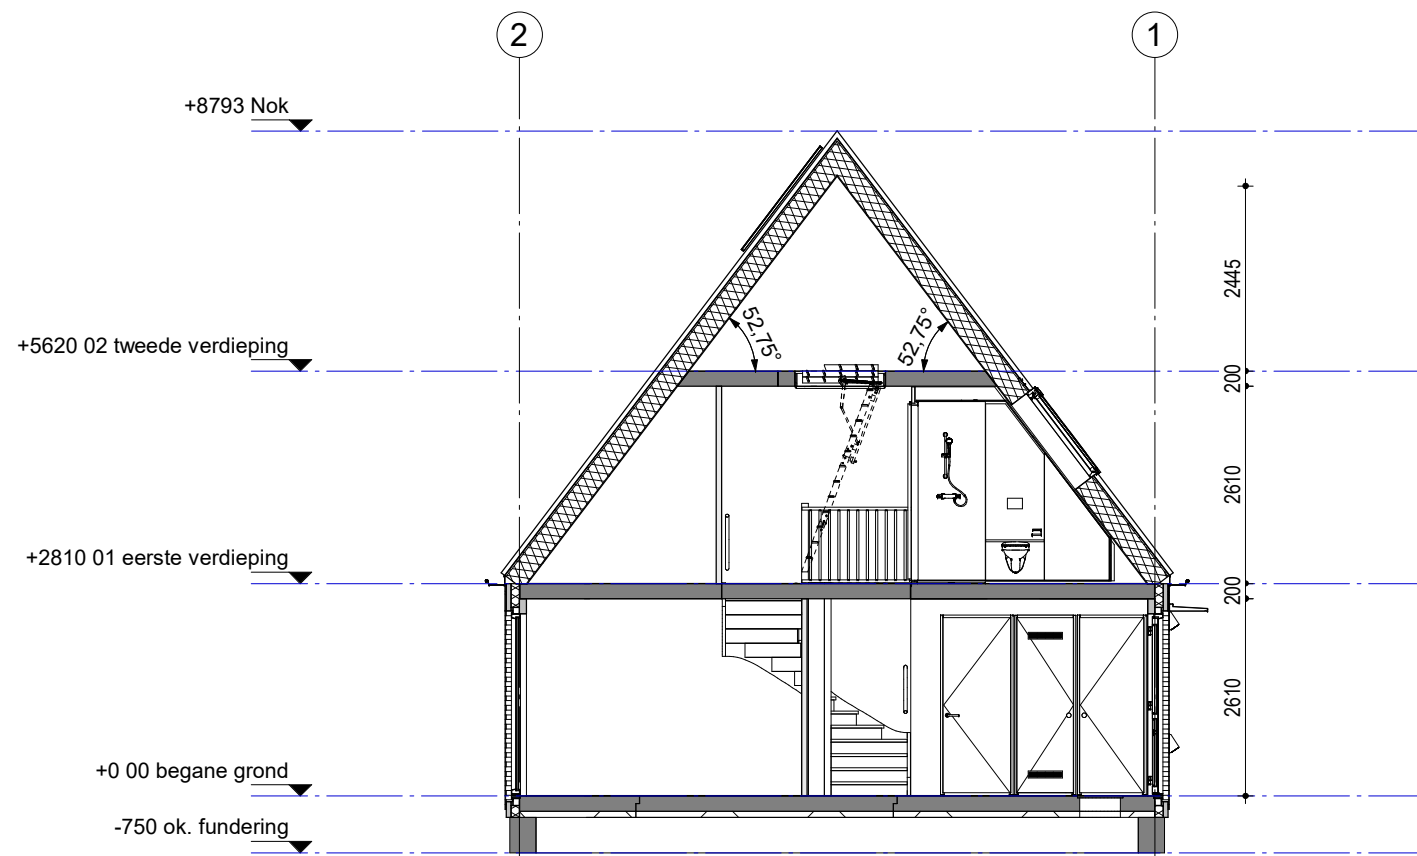 2
1
+8793 Nok
2445
52,75°
52,75°
+5620 02 tweede verdieping
200
2610
+2810 01 eerste verdieping
200
2610
+0 00 begane grond
-750 ok. fundering